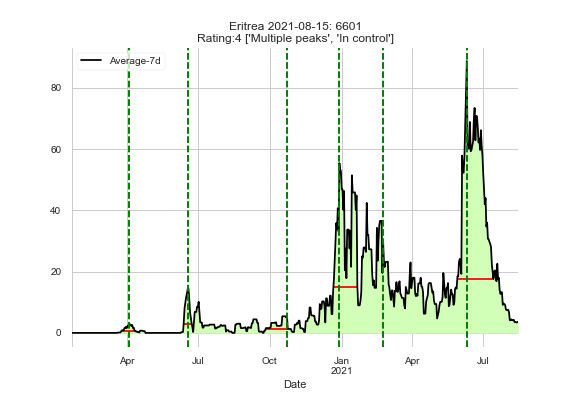 Eritrea 2021-08-15: 6601
Rating:4 ['Multiple peaks', 'In control']
Average-7d
80
60
40
20
0
Apr
Jul
Oct
Jan
2021
Apr
Jul
Date